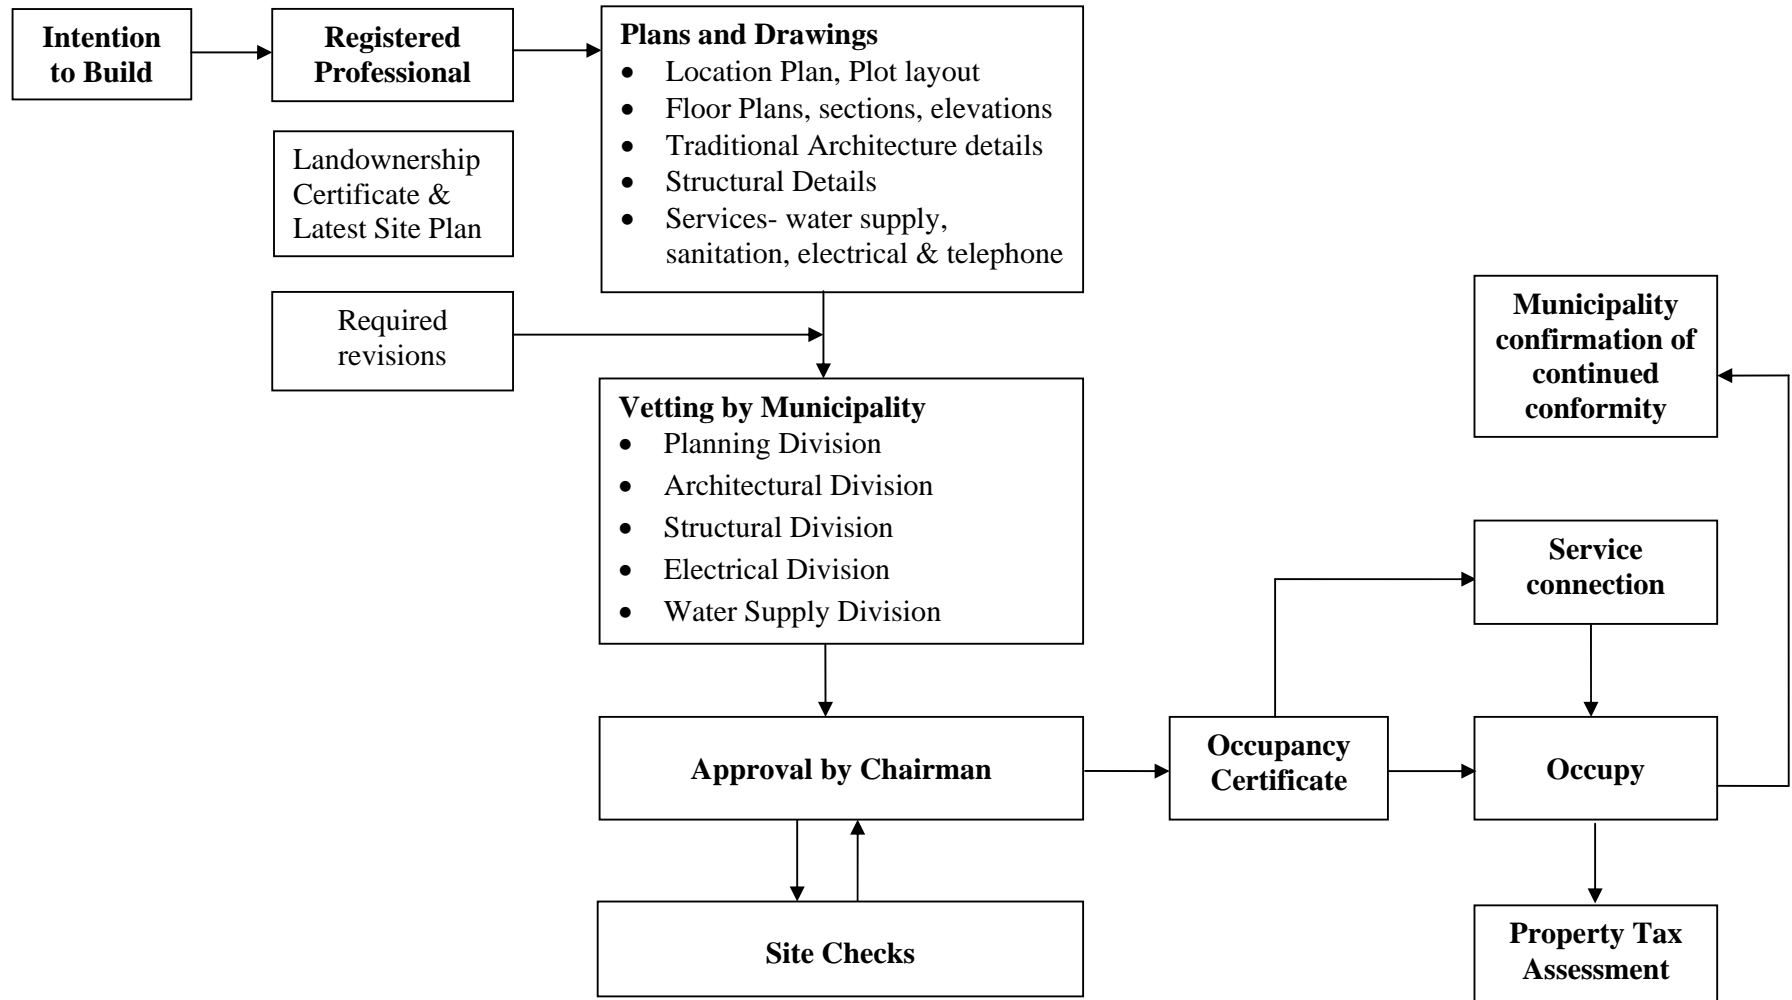 Intention
to Build
Registered
Professional
Plans and Drawings
• Location Plan, Plot layout
• Floor Plans, sections, elevations
• Traditional Architecture details
• Structural Details
• Services- water supply,
sanitation, electrical & telephone
Landownership
Certificate &
Latest Site Plan
Required
revisions
Vetting by Municipality
• Planning Division
• Architectural Division
• Structural Division
• Electrical Division
• Water Supply Division
Approval by Chairman
Site Checks
Occupancy
Certificate
Municipality
confirmation of
continued
conformity
Service
connection
Occupy
Property Tax
Assessment